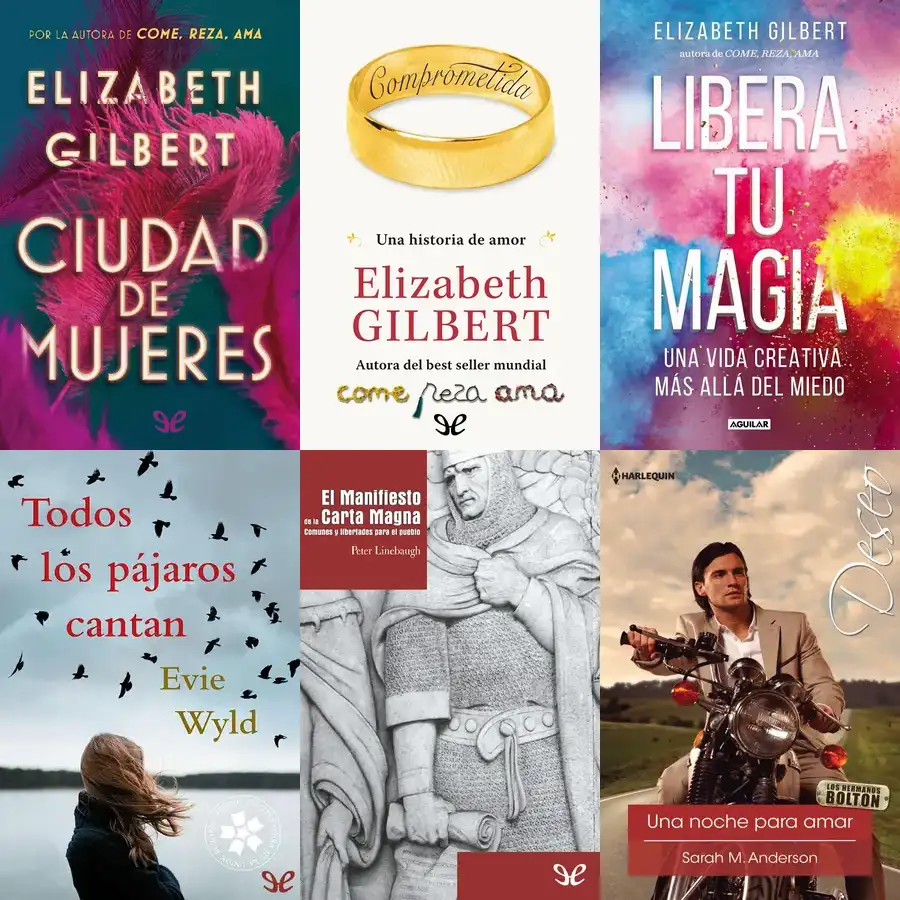 POR LA AUTORA DE COME, REZA, AMA
ELIZABETH
GILBERT
CIUDAD
DE
MUJERES
Comprometida
Una historia de amor
Elizabeth
GILBERT
Autora del best seller mundial
come reza ama
ELIZABETH GILBERT
autora de COME, REZA, AMA
LIBERA
TU
MAGIA
UNA VIDA CREATIVA
MÁS ALLÁ DEL MIEDO
AGUILAR
Todos
los pájaros
cantan
Evie
Wyld
El Manifiesto
de la Carta Magna
Comunes y libertades para el pueblo
Peter Linebaugh
HARLEQUIN
Deseo
LOS HERMANOS
BOLTON
Una noche para amar
Sarah M. Anderson